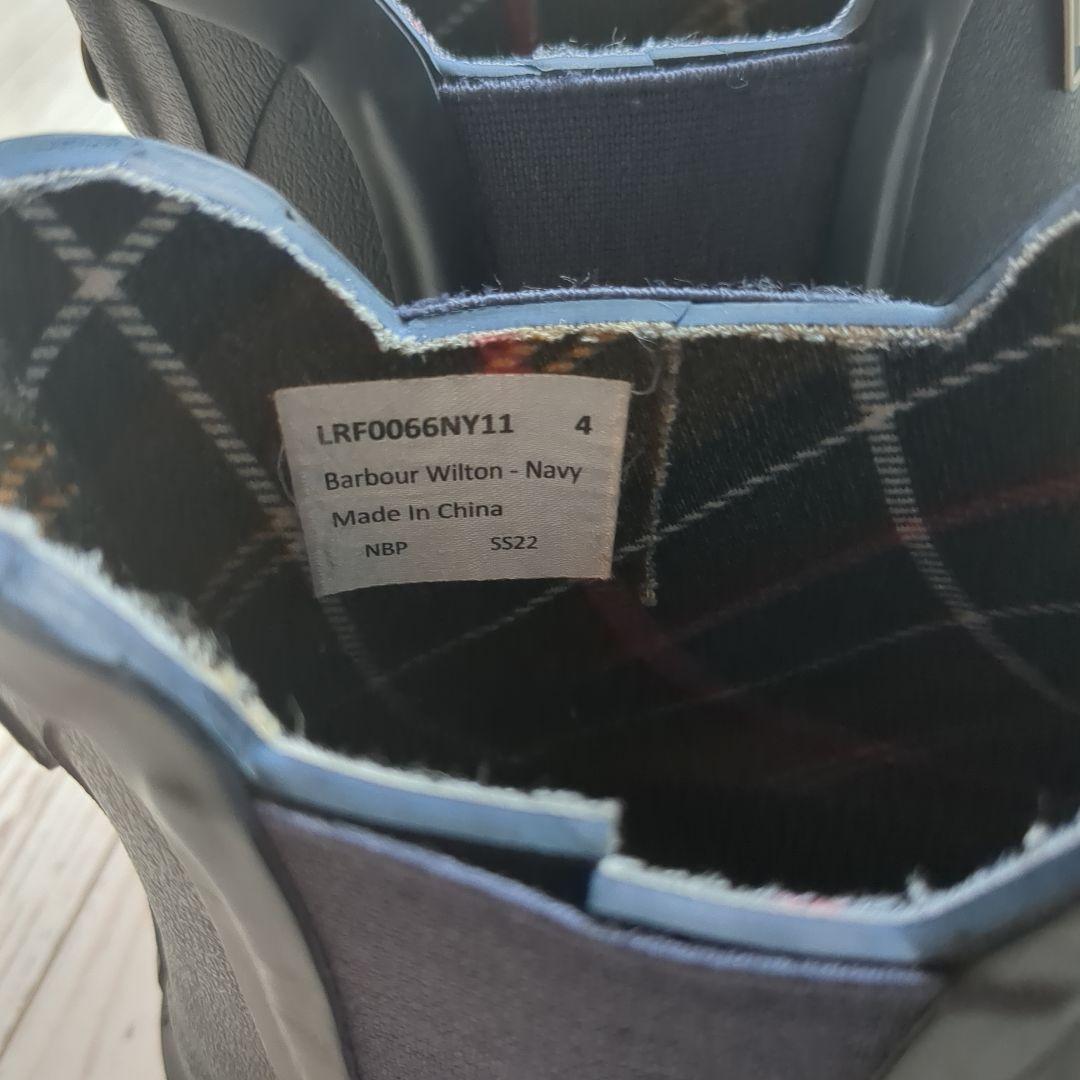 LRF0066NY11 4
Barbour Wilton - Navy
Made In China
NBP SS22